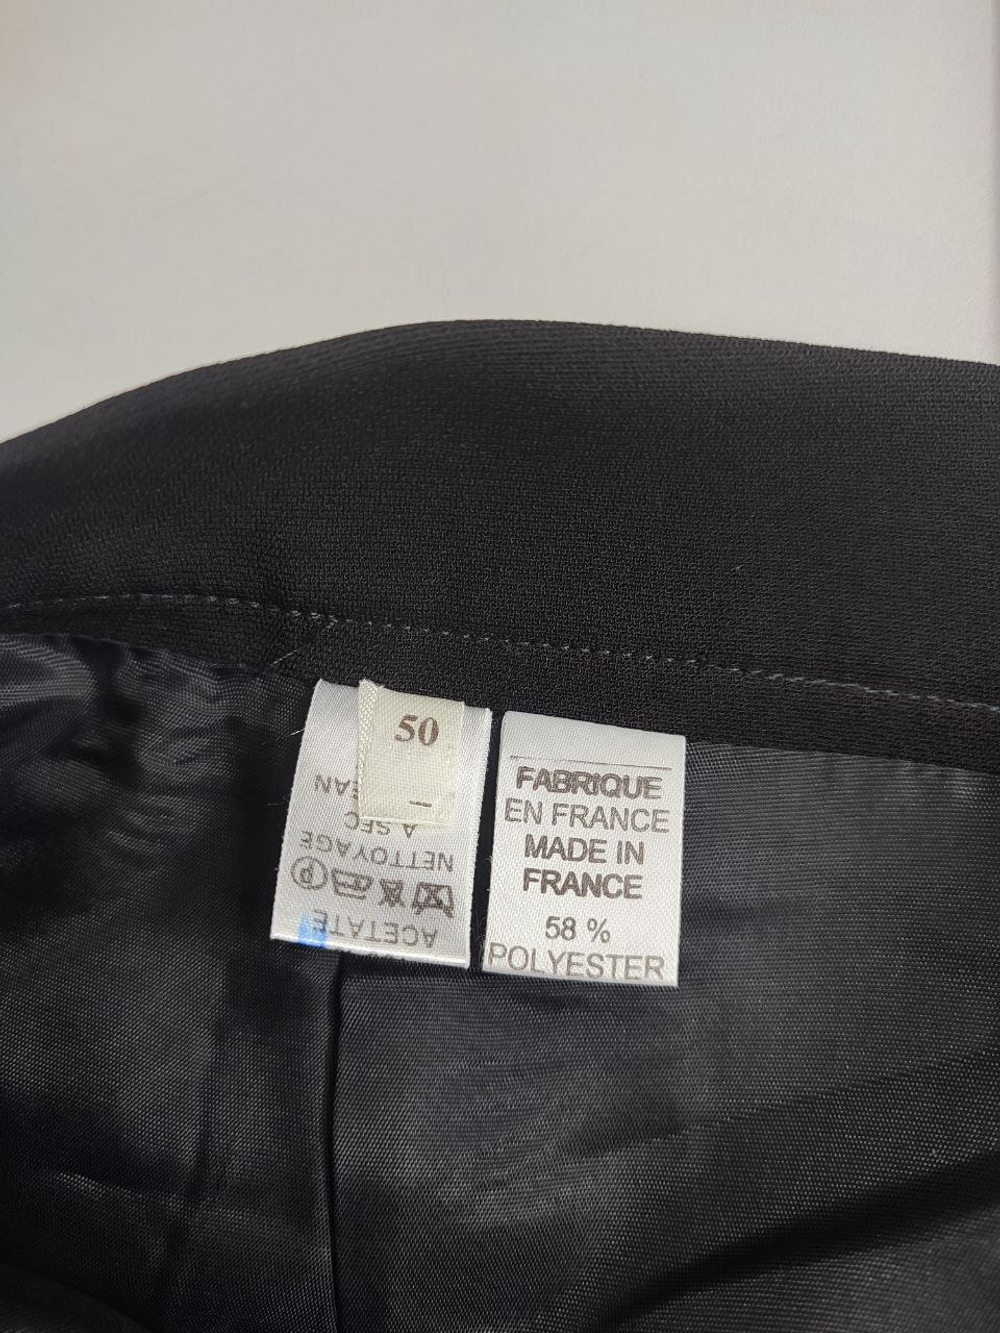 50
ACETATE
P
NETTOYAGE
A SEC
FABRIQUE
EN FRANCE
MADE IN
FRANCE
58 %
POLYESTER